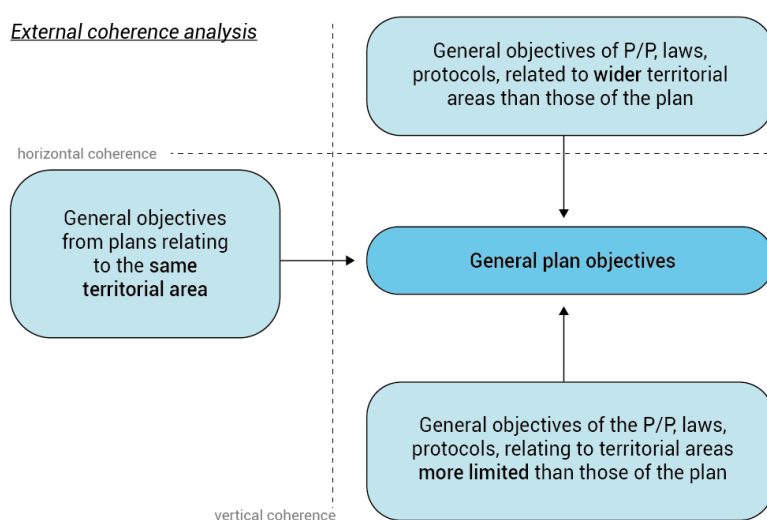 External coherence analysis
General objectives of P/P, laws,
protocols, related to wider territorial
areas than those of the plan
horizontal coherence
General objectives
from plans relating
to the same
territorial area
General plan objectives
General objectives of the P/P, laws,
protocols, relating to territorial areas
more limited than those of the plan
vertical coherence